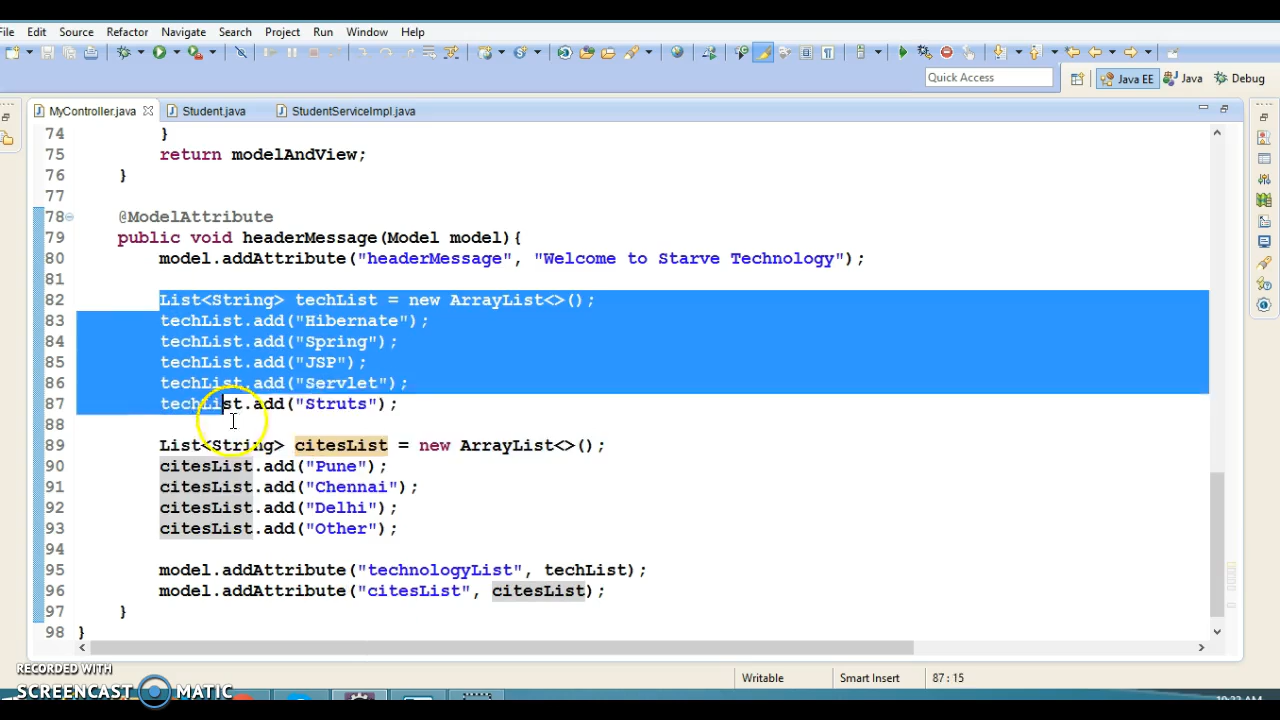 File Edit Source Refactor Navigate Search Project Run Window Help
Quick Access
Java EE
Java
Debug
MyController.java
Student.java
StudentServiceImpl.java
74 }
75 return modelAndView;
76 }
77
78 @ModelAttribute
79 public void headerMessage(Model model){
80 model.addAttribute("headerMessage", "Welcome to Starve Technology");
81
82 List<String> techList = new ArrayList<>();
83 techList.add("Hibernate");
84 techList.add("Spring");
85 techList.add("JSP");
86 techList.add("Servlet");
87 techList.add("Struts");
88
89 List<String> citesList = new ArrayList<>();
90 citesList.add("Pune");
91 citesList.add("Chennai");
92 citesList.add("Delhi");
93 citesList.add("Other");
94
95 model.addAttribute("technologyList", techList);
96 model.addAttribute("citesList", citesList);
97 }
98 }
RECORDED WITH
SCREENCAST MATIC
Writable
Smart Insert
87 : 15